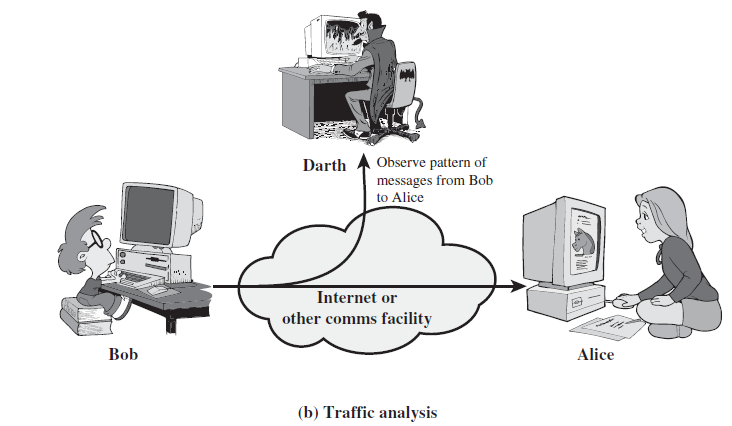 Darth
Observe pattern of
messages from Bob
to Alice
Internet or
other comms facility
Bob
Alice
(b) Traffic analysis